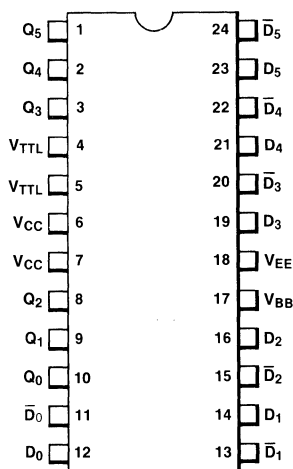 Q5 1 24 D̅5
Q4 2 23 D5
Q3 3 22 D̅4
VTTL 4 21 D4
VTTL 5 20 D̅3
VCC 6 19 D3
VCC 7 18 VEE
Q2 8 17 VBB
Q1 9 16 D2
Q0 10 15 D̅2
D̅0 11 14 D1
D0 12 13 D̅1